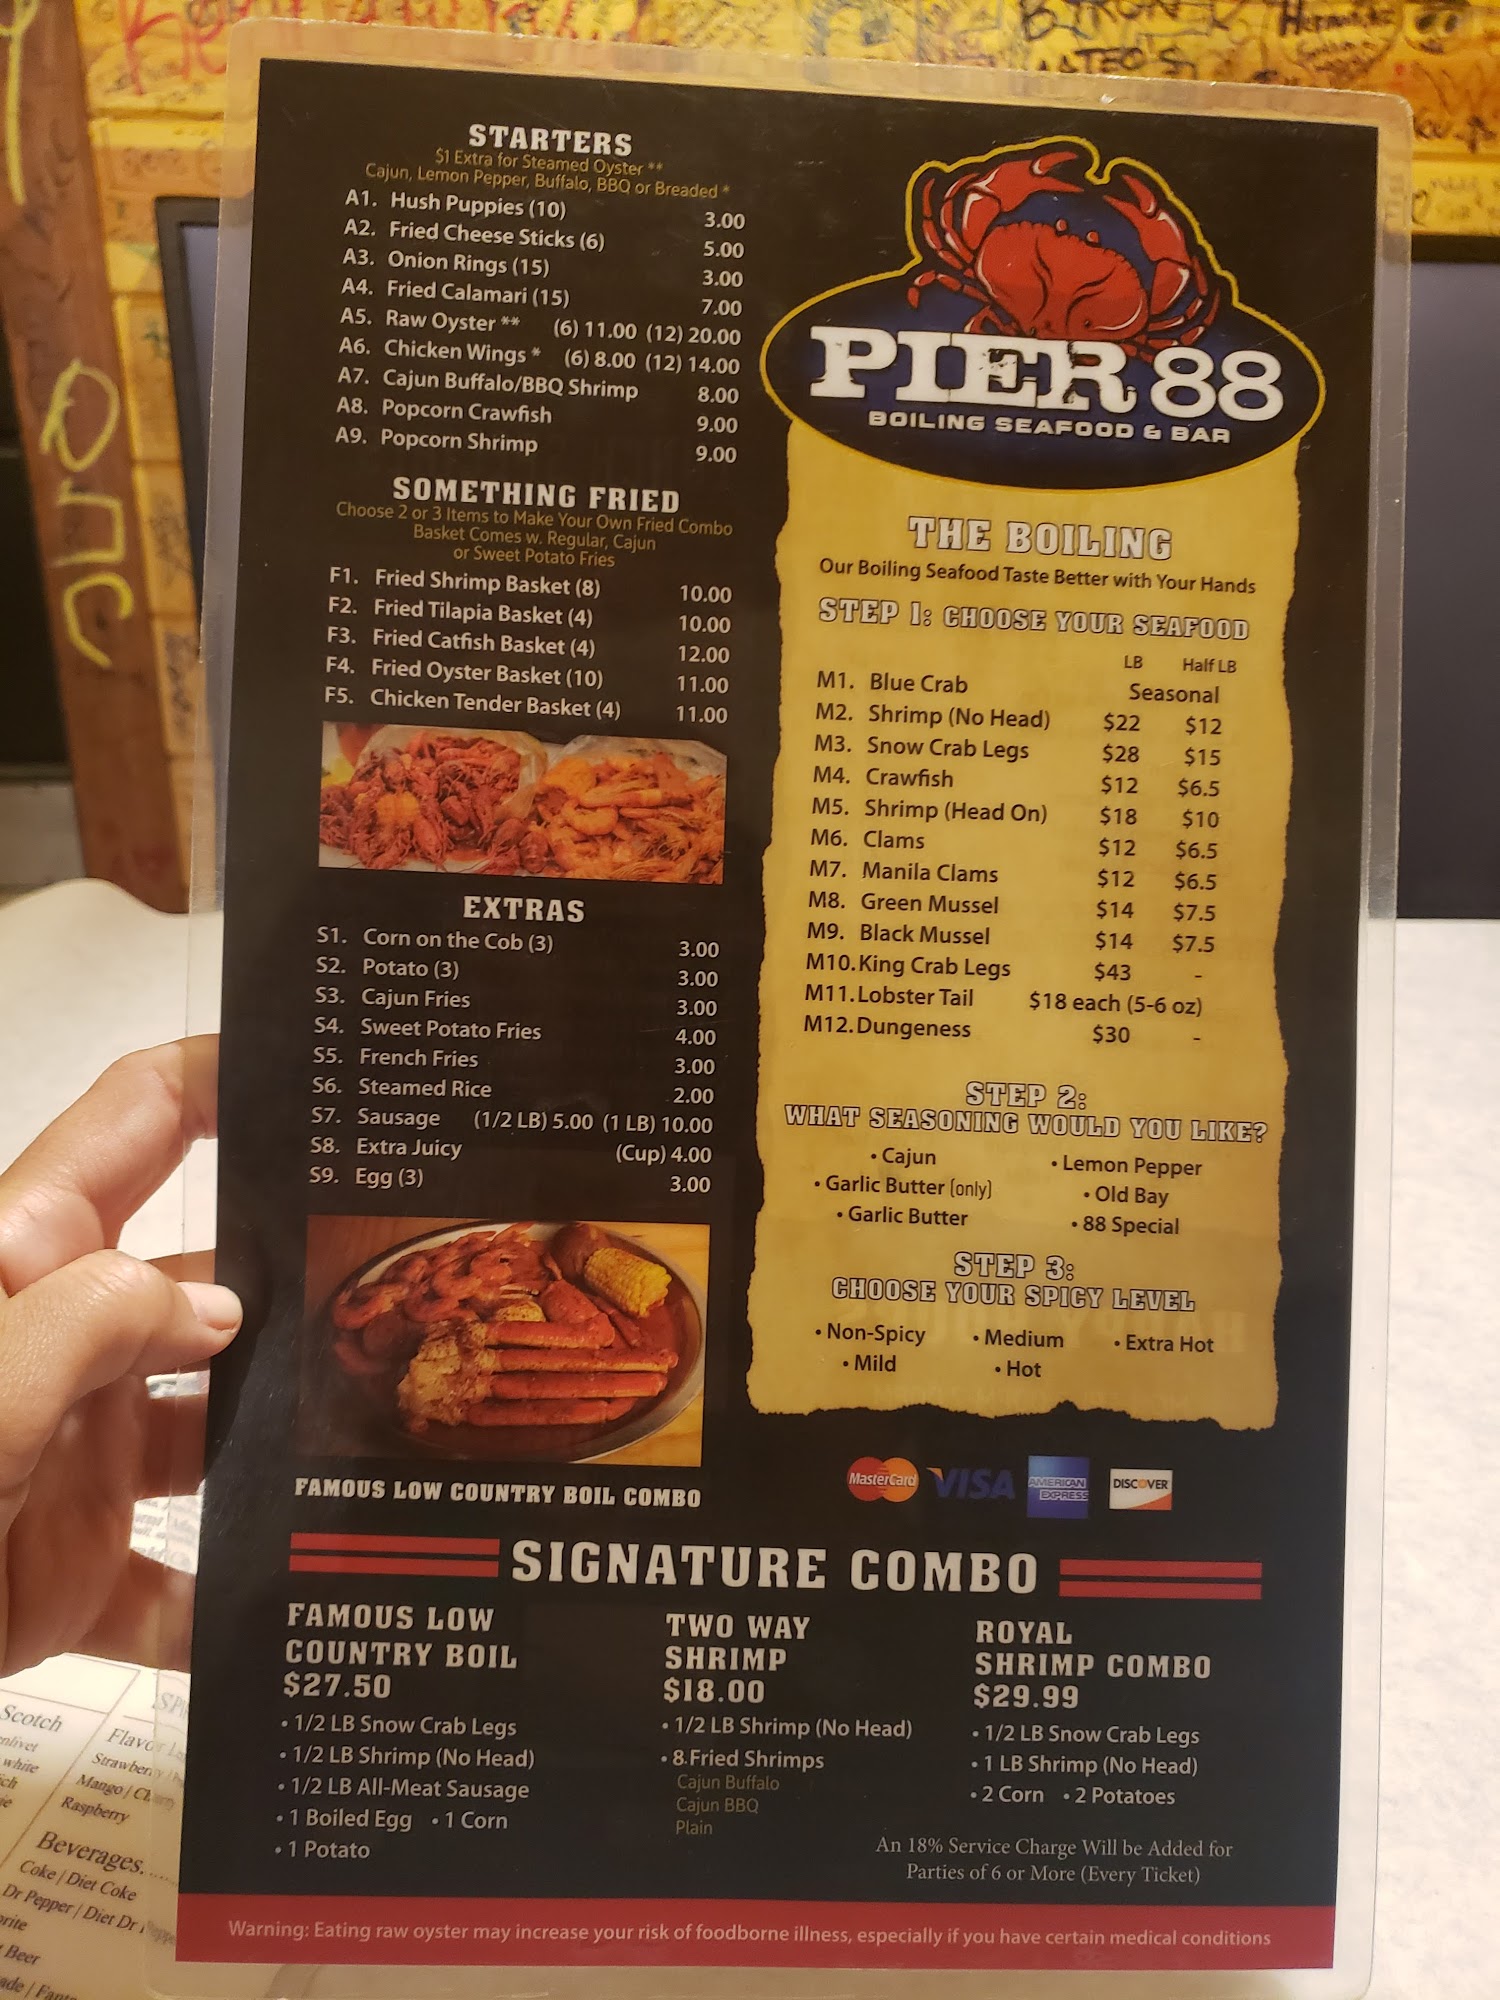 STARTERS
$1 Extra for Steamed Oyster **
Cajun, Lemon Pepper, Buffalo, BBQ or Breaded *
A1. Hush Puppies (10) 3.00
A2. Fried Cheese Sticks (6) 5.00
A3. Onion Rings (15) 3.00
A4. Fried Calamari (15) 7.00
A5. Raw Oyster ** (6) 11.00 (12) 20.00
A6. Chicken Wings * (6) 8.00 (12) 14.00
A7. Cajun Buffalo/BBQ Shrimp 8.00
A8. Popcorn Crawfish 9.00
A9. Popcorn Shrimp 9.00
SOMETHING FRIED
Choose 2 or 3 Items to Make Your Own Fried Combo
Basket Comes w. Regular, Cajun
or Sweet Potato Fries
F1. Fried Shrimp Basket (8) 10.00
F2. Fried Tilapia Basket (4) 10.00
F3. Fried Catfish Basket (4) 12.00
F4. Fried Oyster Basket (10) 11.00
F5. Chicken Tender Basket (4) 11.00
EXTRAS
S1. Corn on the Cob (3) 3.00
S2. Potato (3) 3.00
S3. Cajun Fries 3.00
S4. Sweet Potato Fries 4.00
S5. French Fries 3.00
S6. Steamed Rice 2.00
S7. Sausage (1/2 LB) 5.00 (1 LB) 10.00
S8. Extra Juicy (Cup) 4.00
S9. Egg (3) 3.00
FAMOUS LOW COUNTRY BOIL COMBO
PIER 88
BOILING SEAFOOD & BAR
THE BOILING
Our Boiling Seafood Taste Better with Your Hands
STEP 1: CHOOSE YOUR SEAFOOD
LB Half LB
M1. Blue Crab Seasonal
M2. Shrimp (No Head) $22 $12
M3. Snow Crab Legs $28 $15
M4. Crawfish $12 $6.5
M5. Shrimp (Head On) $18 $10
M6. Clams $12 $6.5
M7. Manila Clams $12 $6.5
M8. Green Mussel $14 $7.5
M9. Black Mussel $14 $7.5
M10. King Crab Legs $43 -
M11. Lobster Tail $18 each (5-6 oz)
M12. Dungeness $30 -
STEP 2:
WHAT SEASONING WOULD YOU LIKE?
• Cajun • Lemon Pepper
• Garlic Butter (only) • Old Bay
• Garlic Butter • 88 Special
STEP 3:
CHOOSE YOUR SPICY LEVEL
• Non-Spicy • Medium • Extra Hot
• Mild • Hot
MasterCard VISA AMERICAN EXPRESS DISCOVER
SIGNATURE COMBO
FAMOUS LOW
COUNTRY BOIL
$27.50
• 1/2 LB Snow Crab Legs
• 1/2 LB Shrimp (No Head)
• 1/2 LB All-Meat Sausage
• 1 Boiled Egg • 1 Corn
• 1 Potato
TWO WAY
SHRIMP
$18.00
• 1/2 LB Shrimp (No Head)
• 8 Fried Shrimps
Cajun Buffalo
Cajun BBQ
Plain
ROYAL
SHRIMP COMBO
$29.99
• 1/2 LB Snow Crab Legs
• 1 LB Shrimp (No Head)
• 2 Corn • 2 Potatoes
An 18% Service Charge Will be Added for
Parties of 6 or More (Every Ticket)
Warning: Eating raw oyster may increase your risk of foodborne illness, especially if you have certain medical conditions
Scotch
white
Raspberry
Beverages
Coke / Diet Coke
Dr Pepper / Diet Dr
Beer